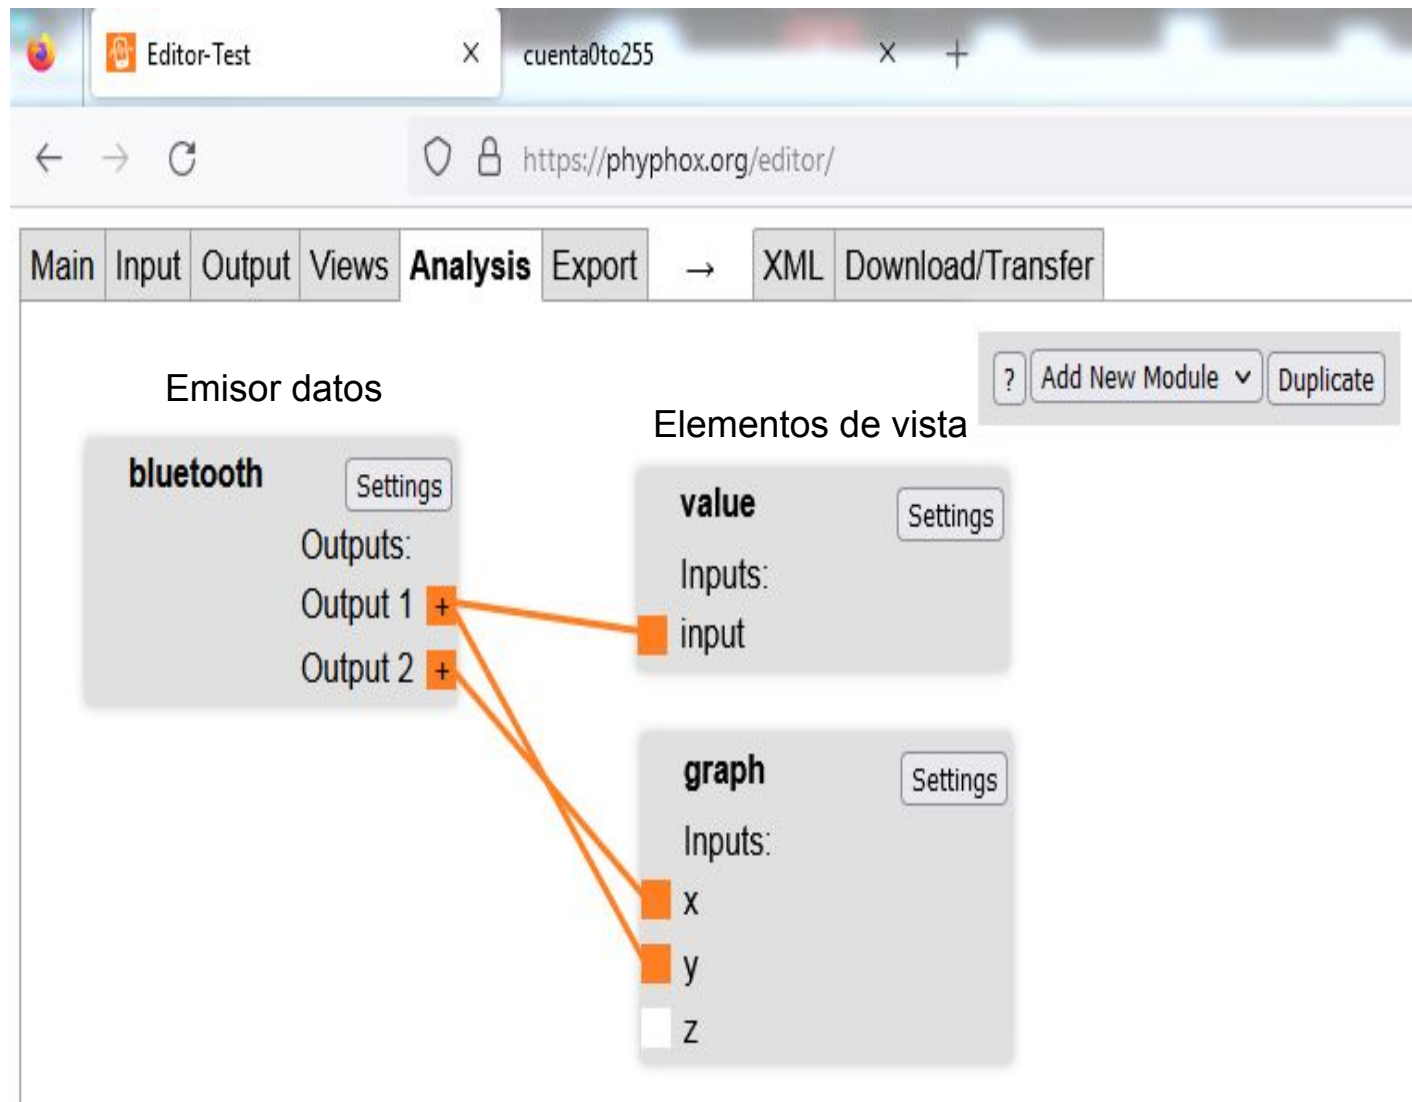 Editor-Test
cuenta0to255
https://phyphox.org/editor/
Main Input Output Views Analysis Export → XML Download/Transfer
? Add New Module Duplicate
Emisor datos
Elementos de vista
bluetooth Settings
Outputs:
Output 1 +
Output 2 +
value Settings
Inputs:
input
graph Settings
Inputs:
x
y
z